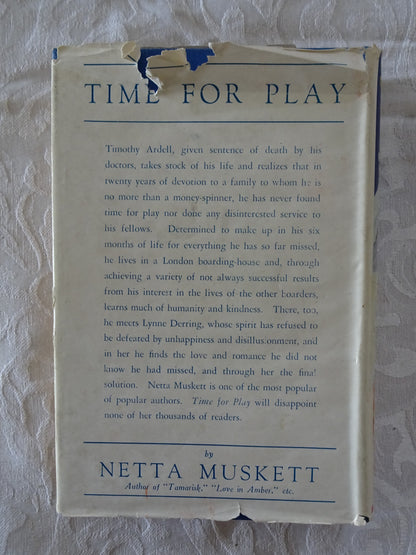 TIME FOR PLAY
Timothy Ardell, given sentence of death by his
doctors, takes stock of his life and realizes that in
twenty years of devotion to a family to whom he is
no more than a money-spinner, he has never found
time for play nor done any disinterested service to
his fellows. Determined to make up in his six
months of life for everything he has so far missed,
he lives in a London boarding-house and, through
achieving a variety of not always successful results
from his interest in the lives of the other boarders,
learns much of humanity and kindness. There, too,
he meets Lynne Derring, whose spirit has refused to
be defeated by unhappiness and disillusionment, and
in her he finds the love and romance he did not
know he had missed, and through her the final
solution. Netta Muskett is one of the most popular
of popular authors. Time for Play will disappoint
none of her thousands of readers.
by
NETTA MUSKETT
Author of "Tamarisk," "Love in Amber," etc.